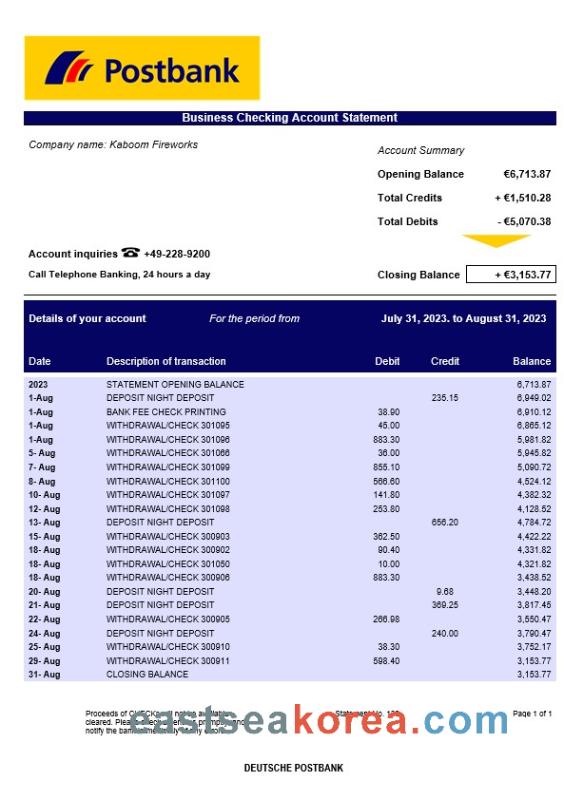 Postbank
Business Checking Account Statement
Company name: Kaboom Fireworks
Account Summary
Opening Balance €6,713.87
Total Credits + €1,510.28
Total Debits - €5,070.38
Account inquiries ☎ +49-228-9200
Call Telephone Banking, 24 hours a day
Closing Balance + €3,153.77
Details of your account For the period from July 31, 2023. to August 31, 2023
Date Description of transaction Debit Credit Balance
2023 STATEMENT OPENING BALANCE 6,713.87
1-Aug DEPOSIT NIGHT DEPOSIT 235.15 6,949.02
1-Aug BANK FEE CHECK PRINTING 38.90 6,910.12
1-Aug WITHDRAWAL/CHECK 301095 45.00 6,865.12
1-Aug WITHDRAWAL/CHECK 301096 883.30 5,981.82
5- Aug WITHDRAWAL/CHECK 301066 36.00 5,945.82
7- Aug WITHDRAWAL/CHECK 301099 855.10 5,090.72
8- Aug WITHDRAWAL/CHECK 301100 566.60 4,524.12
10- Aug WITHDRAWAL/CHECK 301097 141.80 4,382.32
12- Aug WITHDRAWAL/CHECK 301098 253.80 4,128.52
13- Aug DEPOSIT NIGHT DEPOSIT 656.20 4,784.72
15- Aug WITHDRAWAL/CHECK 300903 362.50 4,422.22
18- Aug WITHDRAWAL/CHECK 300902 90.40 4,331.82
18- Aug WITHDRAWAL/CHECK 301050 10.00 4,321.82
18- Aug WITHDRAWAL/CHECK 300906 883.30 3,438.52
20- Aug DEPOSIT NIGHT DEPOSIT 9.68 3,448.20
21- Aug DEPOSIT NIGHT DEPOSIT 369.25 3,817.45
22- Aug WITHDRAWAL/CHECK 300905 266.98 3,550.47
24- Aug DEPOSIT NIGHT DEPOSIT 240.00 3,790.47
25- Aug WITHDRAWAL/CHECK 300910 38.30 3,752.17
29- Aug WITHDRAWAL/CHECK 300911 598.40 3,153.77
31- Aug CLOSING BALANCE 3,153.77
Proceeds of Page 1 of 1
cleared.
notify the
eastseakorea.com
DEUTSCHE POSTBANK